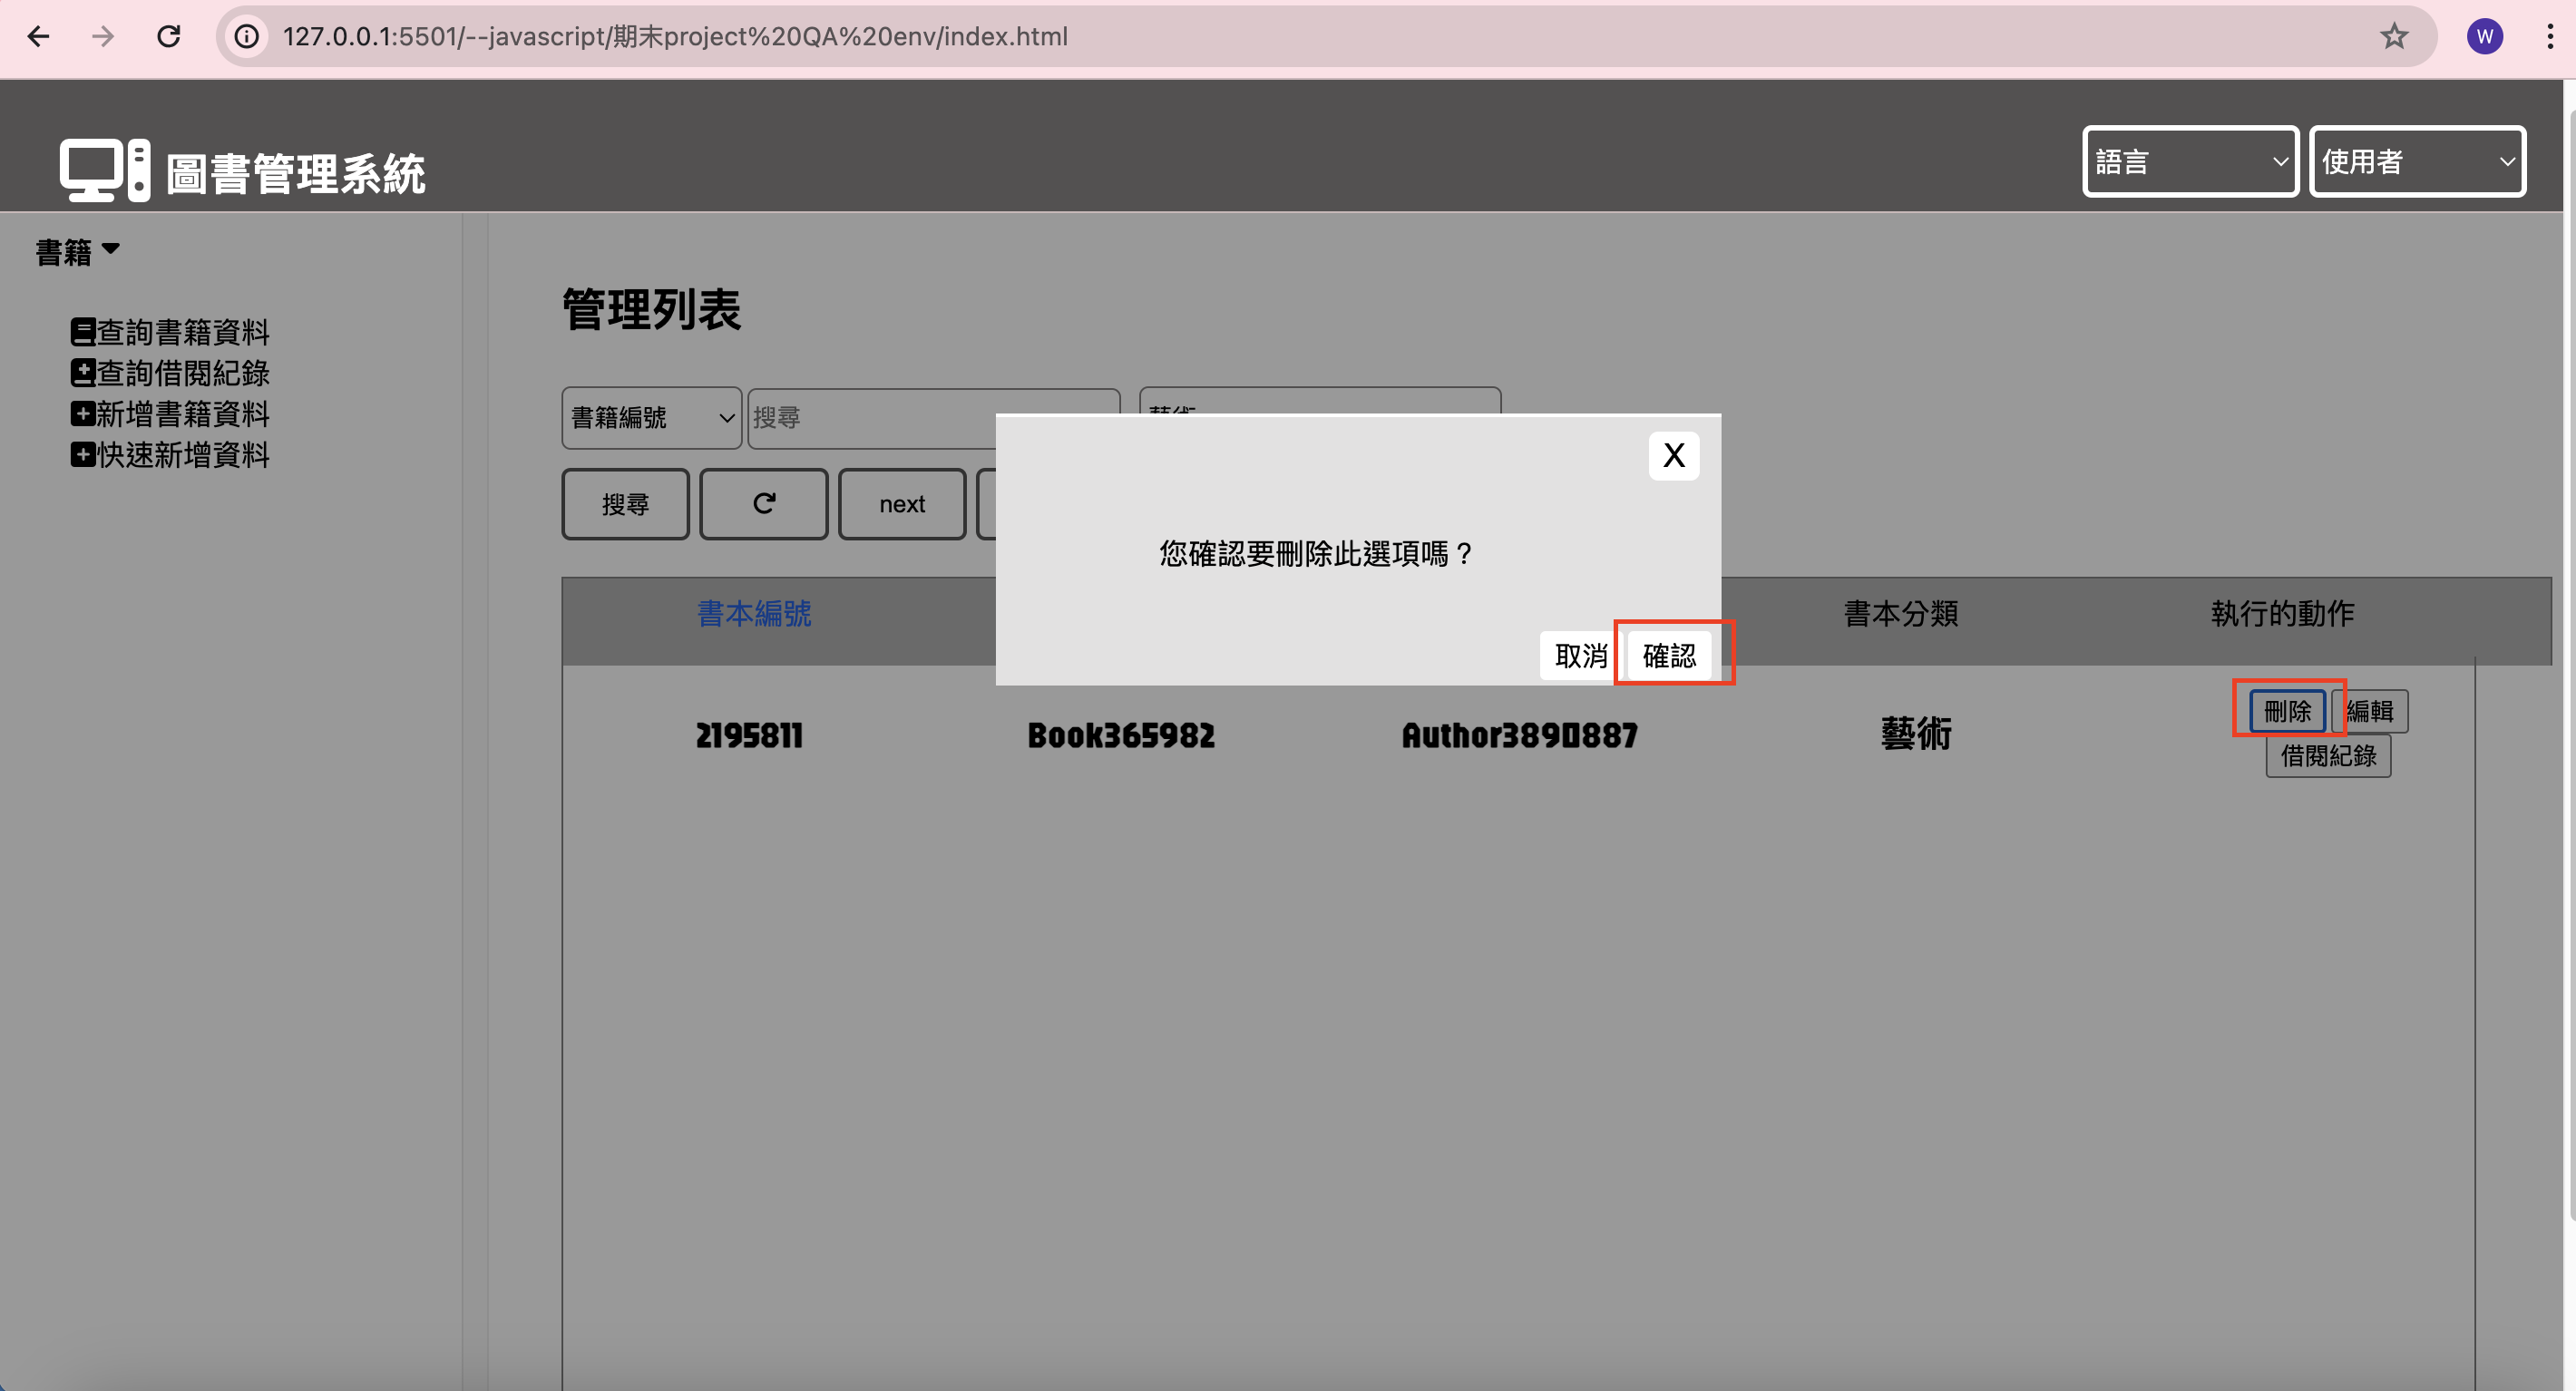 127.0.0.1:5501/--javascript/期末project%20QA%20env/index.html
W
圖書管理系統
語言
使用者
書籍
查詢書籍資料
查詢借閱紀錄
新增書籍資料
快速新增資料
管理列表
書籍編號
搜尋
藝術
搜尋
next
X
您確認要刪除此選項嗎？
取消
確認
書本編號
書本分類
執行的動作
2195811
Book365982
Author3890887
藝術
刪除
編輯
借閱紀錄